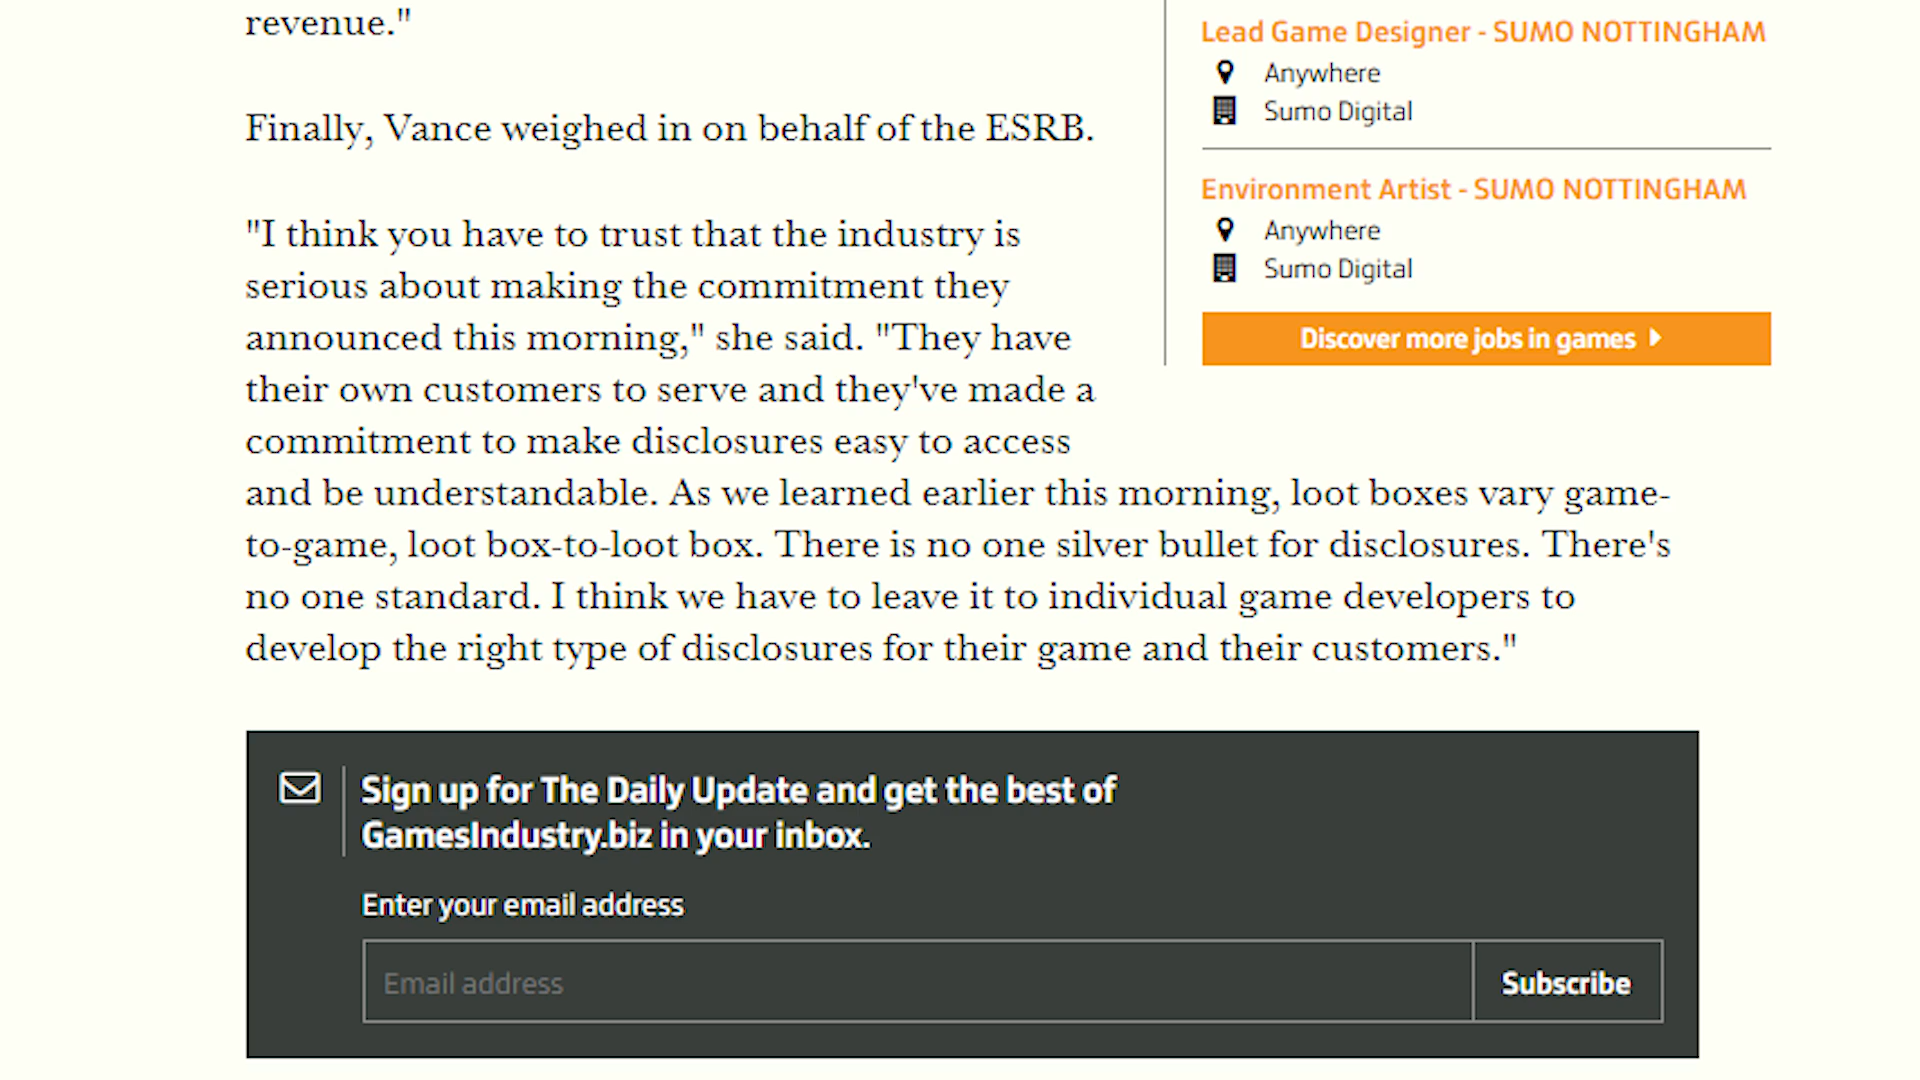 revenue."
Finally, Vance weighed in on behalf of the ESRB.
"I think you have to trust that the industry is
serious about making the commitment they
announced this morning," she said. "They have
their own customers to serve and they've made a
commitment to make disclosures easy to access
and be understandable. As we learned earlier this morning, loot boxes vary game-
to-game, loot box-to-loot box. There is no one silver bullet for disclosures. There's
no one standard. I think we have to leave it to individual game developers to
develop the right type of disclosures for their game and their customers."
Lead Game Designer - SUMO NOTTINGHAM
Anywhere
Sumo Digital
Environment Artist - SUMO NOTTINGHAM
Anywhere
Sumo Digital
Discover more jobs in games
Sign up for The Daily Update and get the best of
GamesIndustry.biz in your inbox.
Enter your email address
Email address
Subscribe